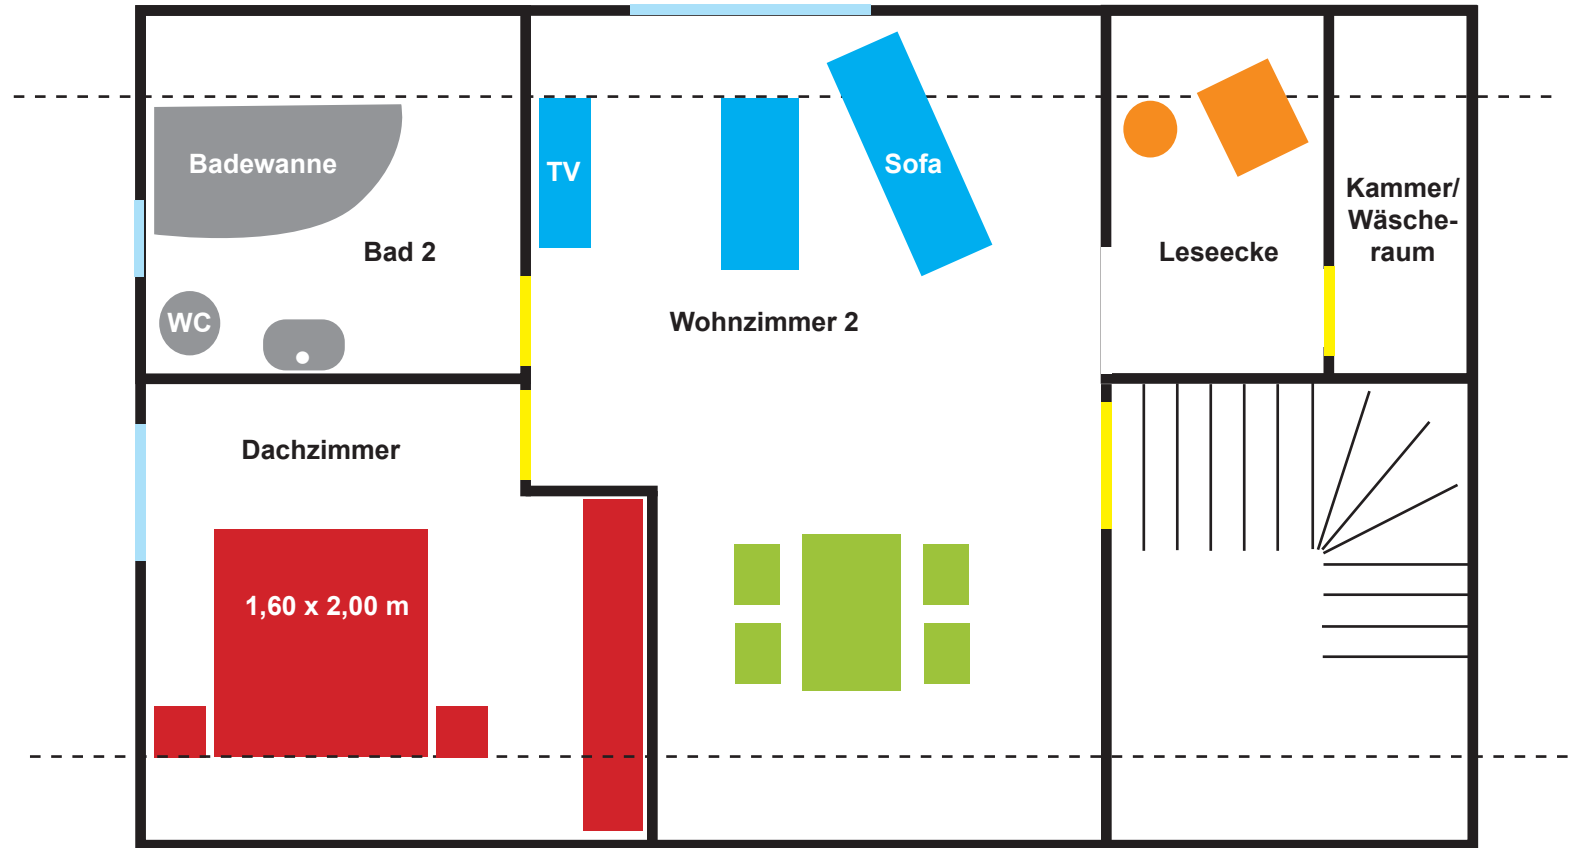 Badewanne
TV
Sofa
Kammer/
Wäsche-
raum
Bad 2
Leseecke
WC
Wohnzimmer 2
Dachzimmer
1,60 x 2,00 m